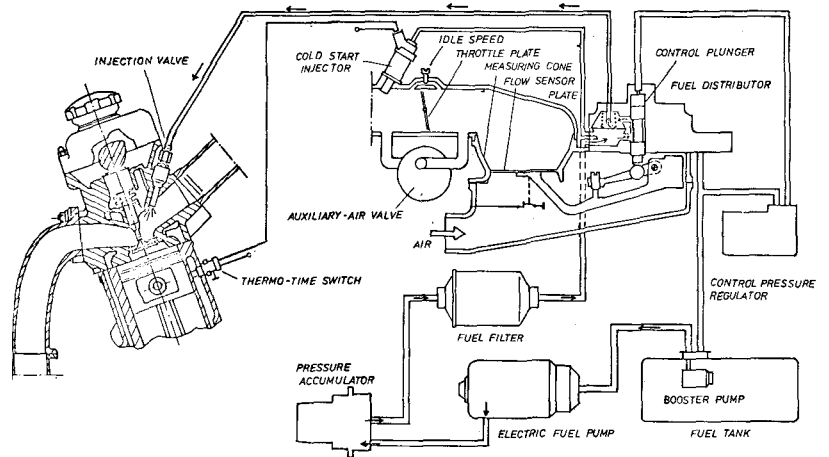 IDLE SPEED
THROTTLE PLATE
MEASURING CONE
FLOW SENSOR
PLATE
COLD START
INJECTOR
CONTROL PLUNGER
FUEL DISTRIBUTOR
INJECTION VALVE
AUXILIARY-AIR VALVE
AIR
THERMO-TIME SWITCH
CONTROL PRESSURE
REGULATOR
FUEL FILTER
PRESSURE
ACCUMULATOR
BOOSTER PUMP
ELECTRIC FUEL PUMP
FUEL TANK